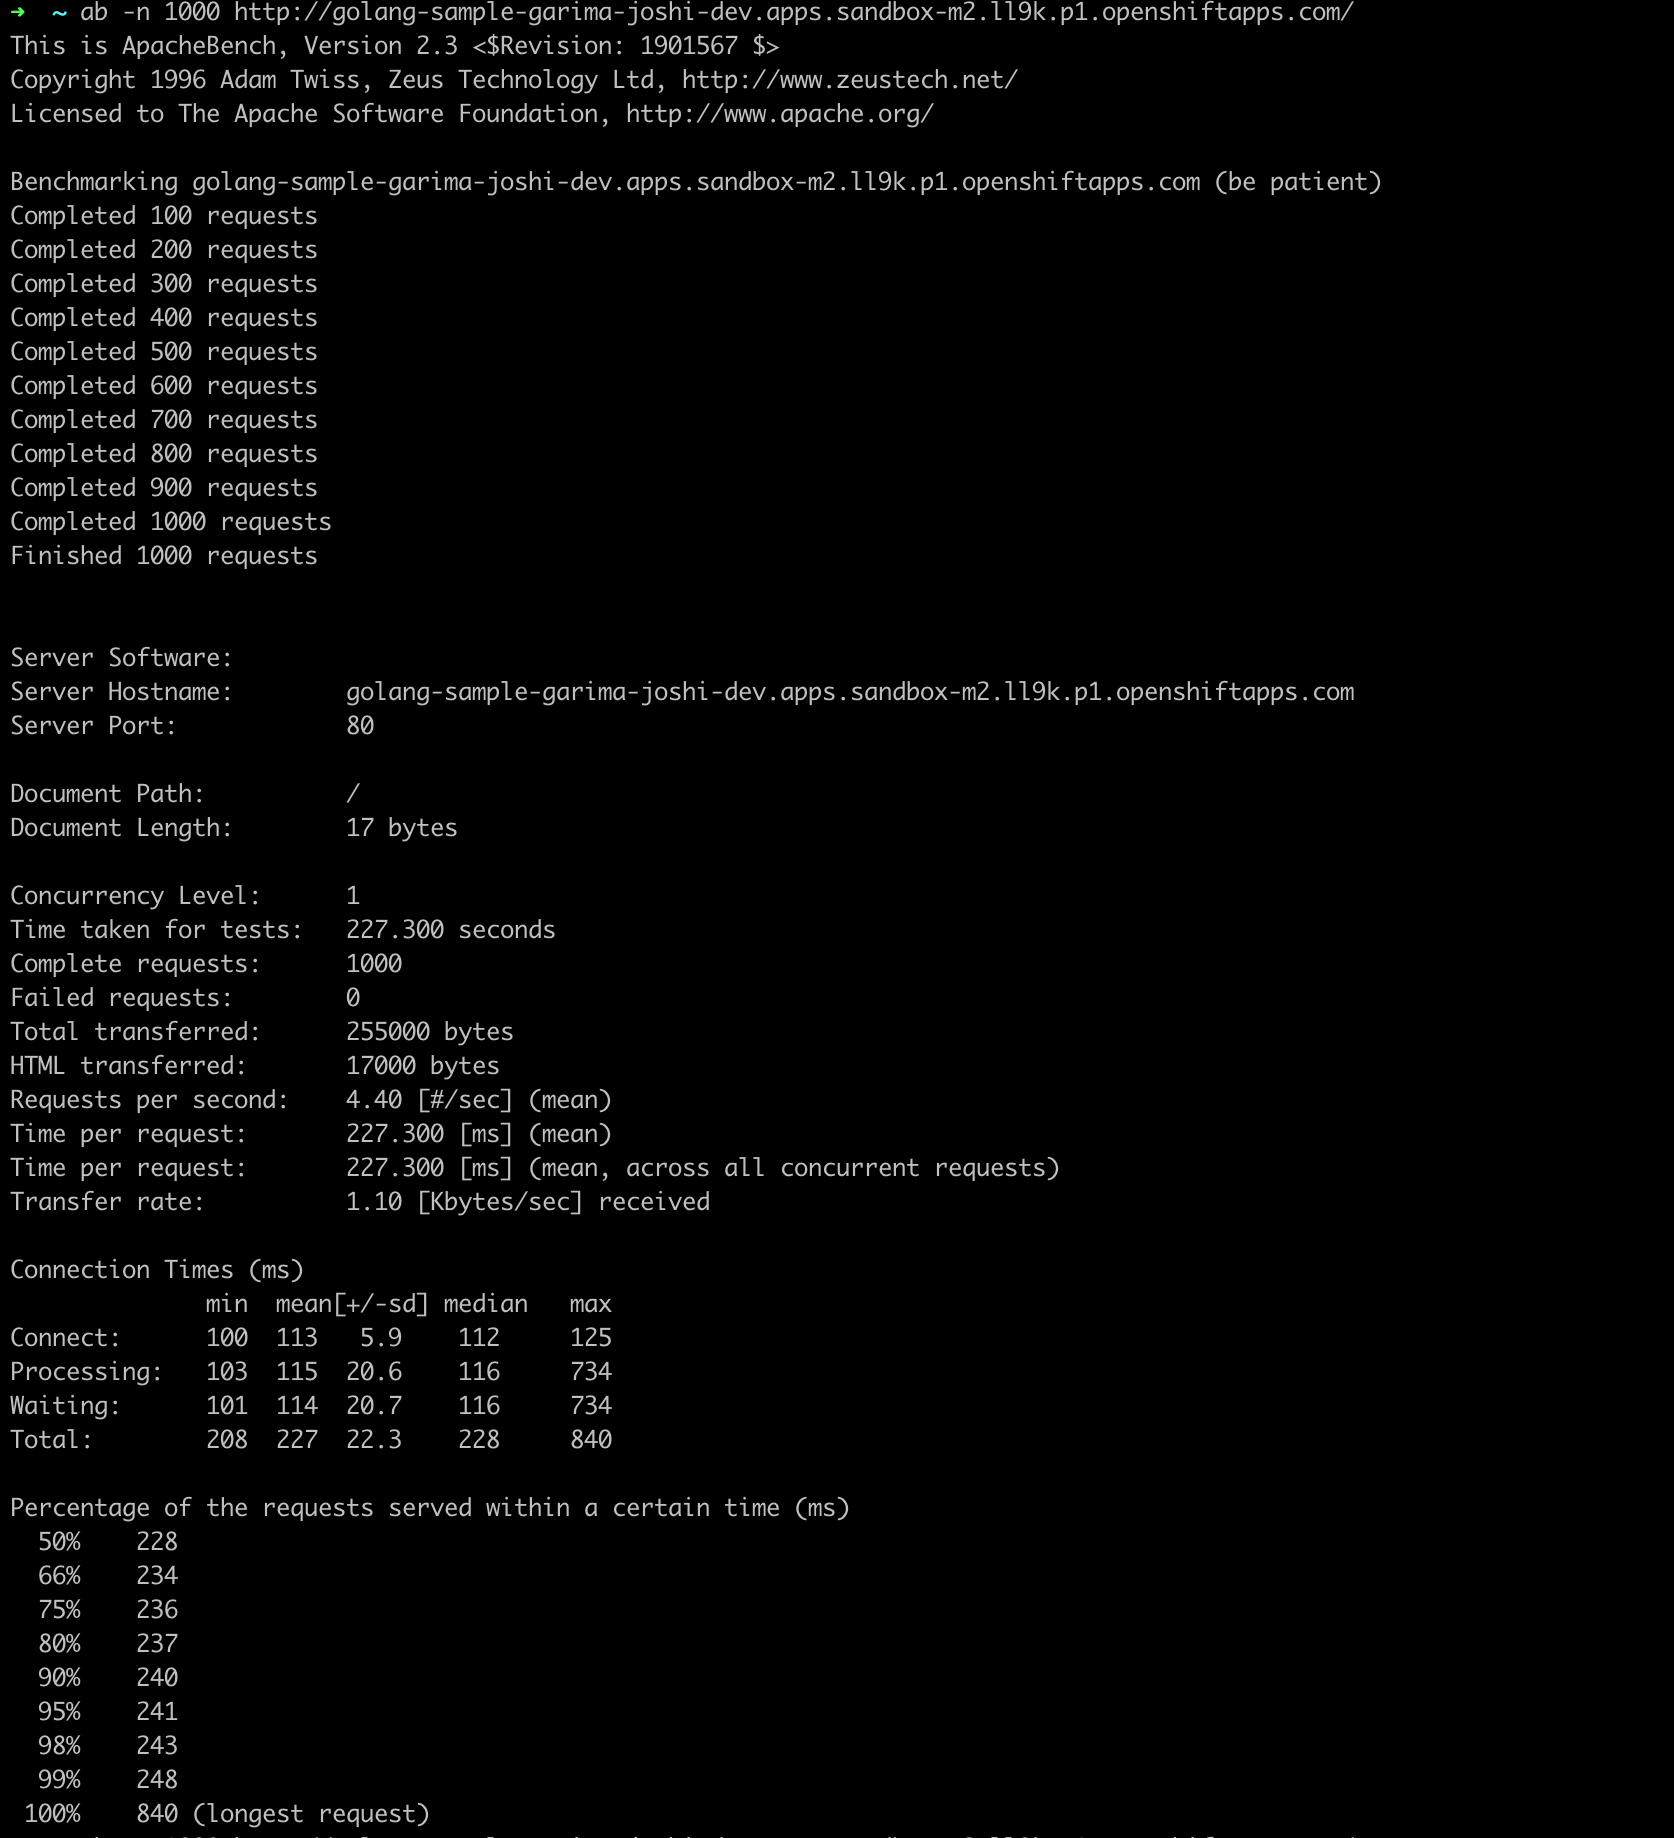 ➜  ~ ab -n 1000 http://golang-sample-garima-joshi-dev.apps.sandbox-m2.ll9k.p1.openshiftapps.com/
This is ApacheBench, Version 2.3 <$Revision: 1901567 $>
Copyright 1996 Adam Twiss, Zeus Technology Ltd, http://www.zeustech.net/
Licensed to The Apache Software Foundation, http://www.apache.org/

Benchmarking golang-sample-garima-joshi-dev.apps.sandbox-m2.ll9k.p1.openshiftapps.com (be patient)
Completed 100 requests
Completed 200 requests
Completed 300 requests
Completed 400 requests
Completed 500 requests
Completed 600 requests
Completed 700 requests
Completed 800 requests
Completed 900 requests
Completed 1000 requests
Finished 1000 requests


Server Software:
Server Hostname:        golang-sample-garima-joshi-dev.apps.sandbox-m2.ll9k.p1.openshiftapps.com
Server Port:            80

Document Path:          /
Document Length:        17 bytes

Concurrency Level:      1
Time taken for tests:   227.300 seconds
Complete requests:      1000
Failed requests:        0
Total transferred:      255000 bytes
HTML transferred:       17000 bytes
Requests per second:    4.40 [#/sec] (mean)
Time per request:       227.300 [ms] (mean)
Time per request:       227.300 [ms] (mean, across all concurrent requests)
Transfer rate:          1.10 [Kbytes/sec] received

Connection Times (ms)
              min  mean[+/-sd] median   max
Connect:      100  113   5.9    112     125
Processing:   103  115  20.6    116     734
Waiting:      101  114  20.7    116     734
Total:        208  227  22.3    228     840

Percentage of the requests served within a certain time (ms)
  50%    228
  66%    234
  75%    236
  80%    237
  90%    240
  95%    241
  98%    243
  99%    248
 100%    840 (longest request)